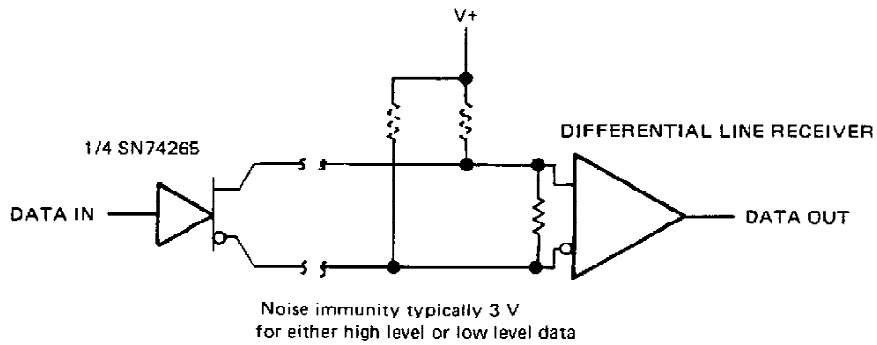 V+
DIFFERENTIAL LINE RECEIVER
1/4 SN74265
DATA IN
DATA OUT
Noise immunity typically 3 V
for either high level or low level data